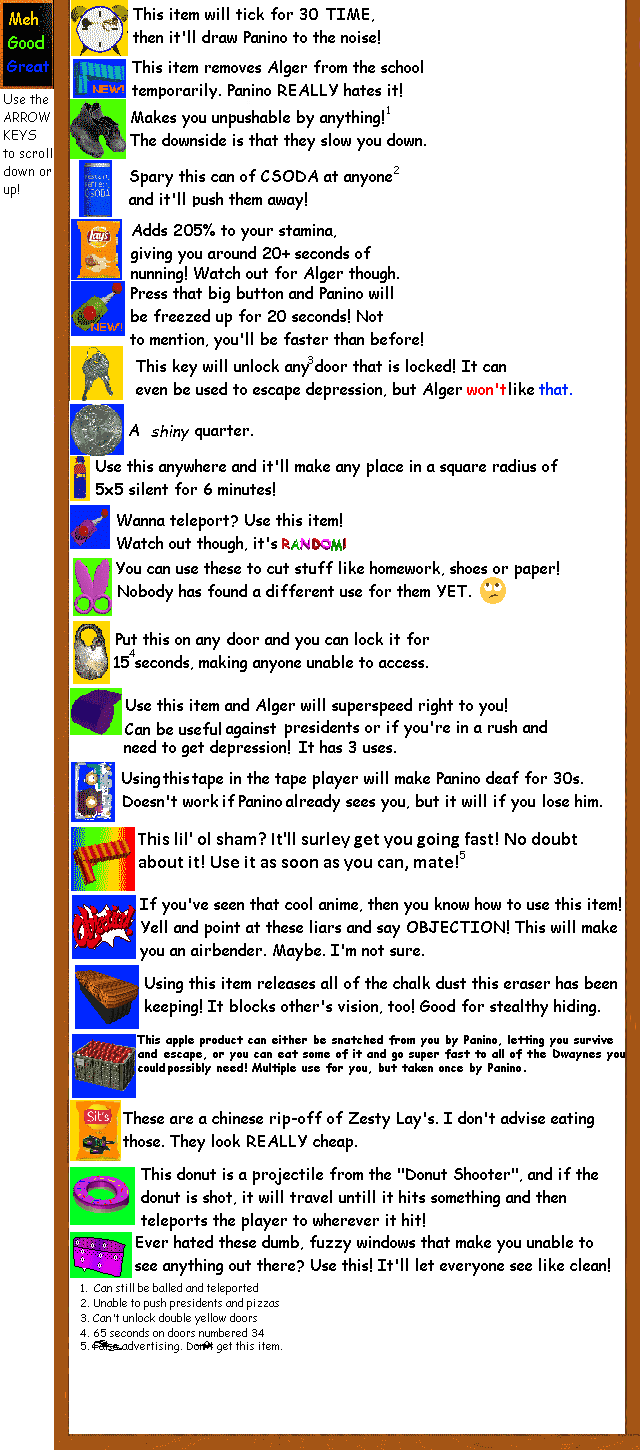 Meh
Good
Great
Use the
ARROW
KEYS
to scroll
down or
up!
This item will tick for 30 TIME,
then it'll draw Panino to the noise!
NEW!
This item removes Alger from the school
temporarily. Panino REALLY hates it!
Makes you unpushable by anything!1
The downside is that they slow you down.
CSODA
Spary this can of CSODA at anyone2
and it'll push them away!
Lay's
Adds 205% to your stamina,
giving you around 20+ seconds of
nunning! Watch out for Alger though.
NEW!
Press that big button and Panino will
be freezed up for 20 seconds! Not
to mention, you'll be faster than before!
This key will unlock any3 door that is locked! It can
even be used to escape depression, but Alger won't like that.
A shiny quarter.
Use this anywhere and it'll make any place in a square radius of
5x5 silent for 6 minutes!
Wanna teleport? Use this item!
Watch out though, it's RANDOM!
You can use these to cut stuff like homework, shoes or paper!
Nobody has found a different use for them YET.
Put this on any door and you can lock it for
15 4 seconds, making anyone unable to access.
Use this item and Alger will superspeed right to you!
Can be useful against presidents or if you're in a rush and
need to get depression! It has 3 uses.
Using this tape in the tape player will make Panino deaf for 30s.
Doesn't work if Panino already sees you, but it will if you lose him.
This lil' ol sham? It'll surley get you going fast! No doubt
about it! Use it as soon as you can, mate!5
Objection!
If you've seen that cool anime, then you know how to use this item!
Yell and point at these liars and say OBJECTION! This will make
you an airbender. Maybe. I'm not sure.
Using this item releases all of the chalk dust this eraser has been
keeping! It blocks other's vision, too! Good for stealthy hiding.
This apple product can either be snatched from you by Panino, letting you survive
and escape, or you can eat some of it and go super fast to all of the Dwaynes you
could possibly need! Multiple use for you, but taken once by Panino.
Sit's
These are a chinese rip-off of Zesty Lay's. I don't advise eating
those. They look REALLY cheap.
This donut is a projectile from the "Donut Shooter", and if the
donut is shot, it will travel untill it hits something and then
teleports the player to wherever it hit!
Ever hated these dumb, fuzzy windows that make you unable to
see anything out there? Use this! It'll let everyone see like clean!
1. Can still be balled and teleported
2. Unable to push presidents and pizzas
3. Can't unlock double yellow doors
4. 65 seconds on doors numbered 34
5. False advertising. Don't get this item.